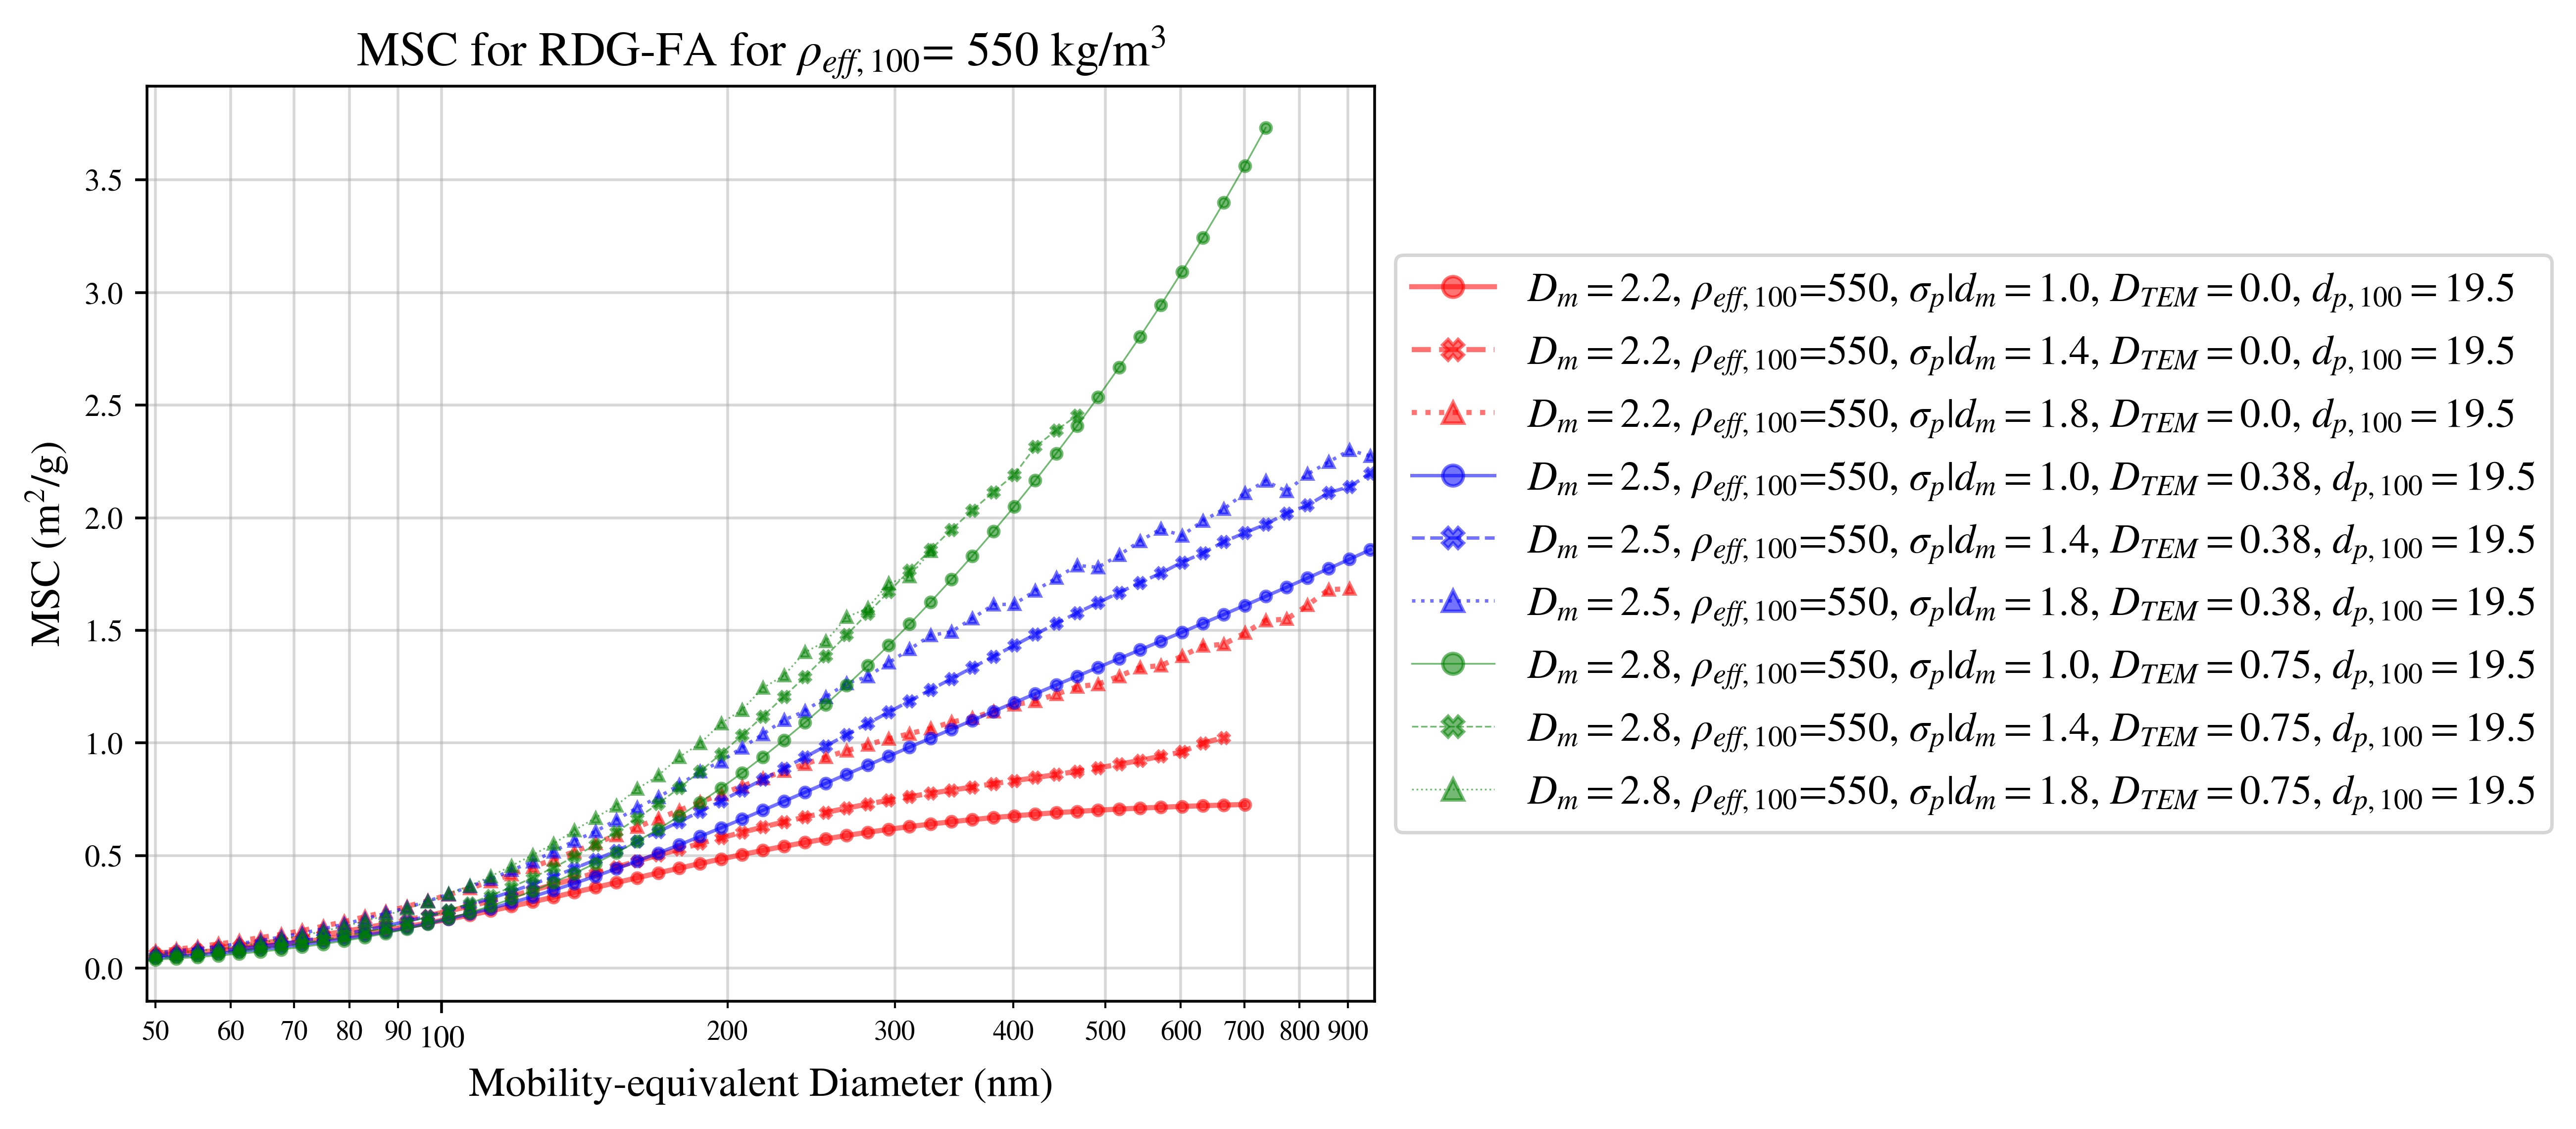 MSC for RDG-FA for ρeff,100= 550 kg/m³
MSC (m²/g)
3.5
3.0
2.5
2.0
1.5
1.0
0.5
0.0
50 60 70 80 90 100 200 300 400 500 600 700 800 900
Mobility-equivalent Diameter (nm)
Dm = 2.2, ρeff,100=550, σp|dm = 1.0, DTEM = 0.0, dp,100 = 19.5
Dm = 2.2, ρeff,100=550, σp|dm = 1.4, DTEM = 0.0, dp,100 = 19.5
Dm = 2.2, ρeff,100=550, σp|dm = 1.8, DTEM = 0.0, dp,100 = 19.5
Dm = 2.5, ρeff,100=550, σp|dm = 1.0, DTEM = 0.38, dp,100 = 19.5
Dm = 2.5, ρeff,100=550, σp|dm = 1.4, DTEM = 0.38, dp,100 = 19.5
Dm = 2.5, ρeff,100=550, σp|dm = 1.8, DTEM = 0.38, dp,100 = 19.5
Dm = 2.8, ρeff,100=550, σp|dm = 1.0, DTEM = 0.75, dp,100 = 19.5
Dm = 2.8, ρeff,100=550, σp|dm = 1.4, DTEM = 0.75, dp,100 = 19.5
Dm = 2.8, ρeff,100=550, σp|dm = 1.8, DTEM = 0.75, dp,100 = 19.5